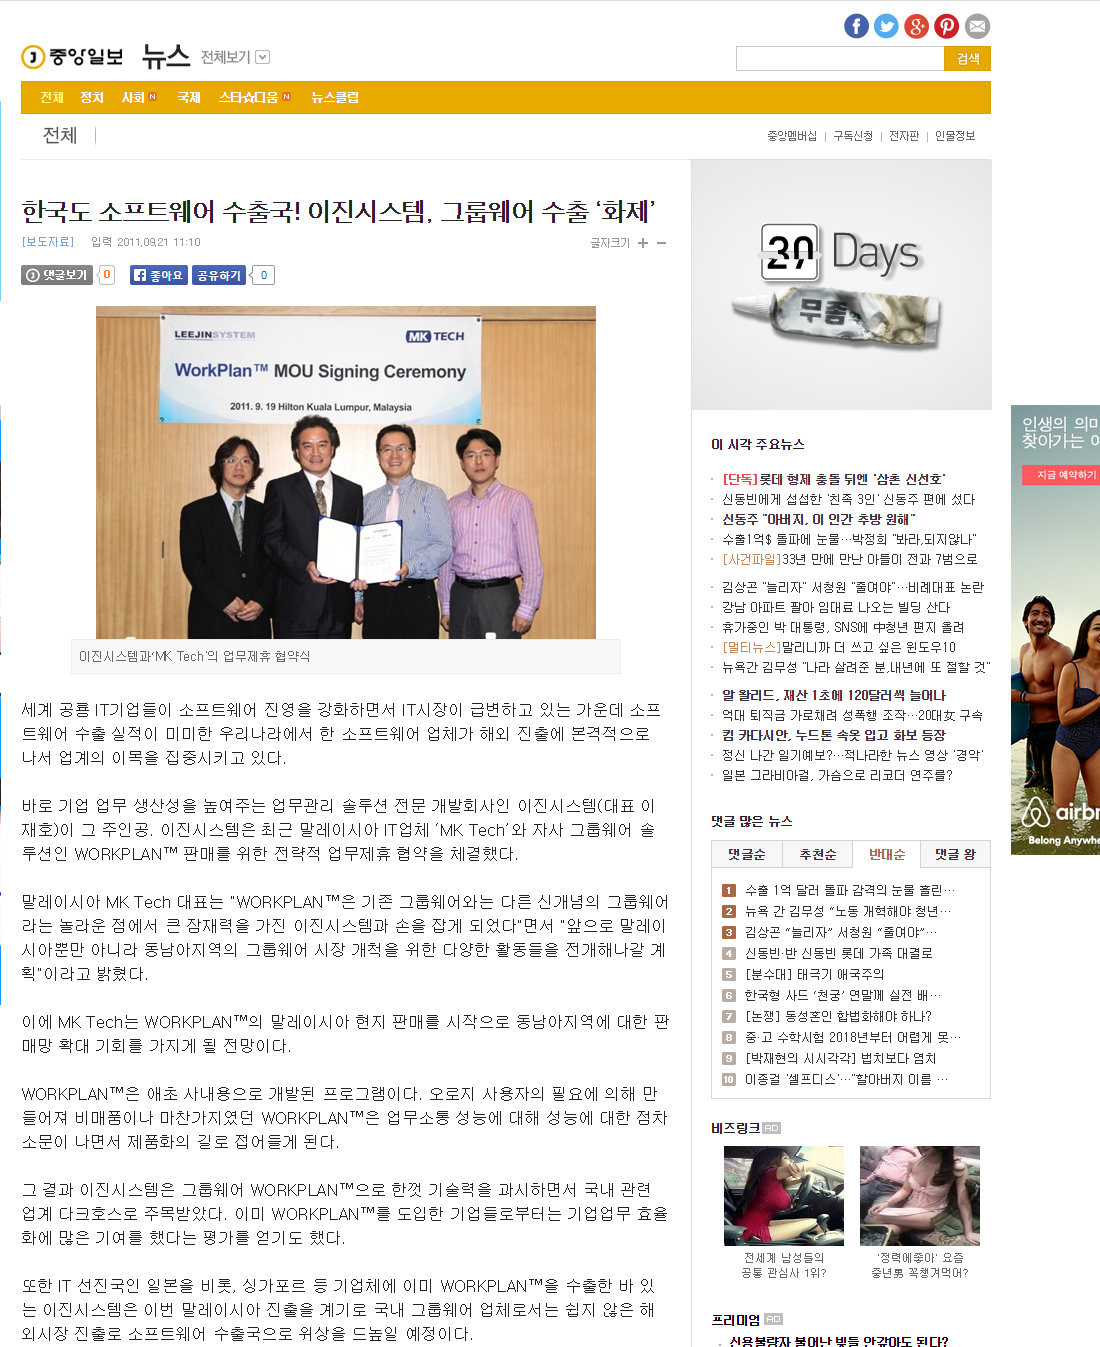 중앙일보 뉴스 전체보기
검색
전체 정치 사회 N 국제 스타☆디움 N 뉴스클립
전체
중앙멤버십 | 구독신청 | 전자판 | 인물정보
한국도 소프트웨어 수출국! 이진시스템, 그룹웨어 수출 ‘화제’
[보도자료] 입력 2011.09.21 11:10
글자크기 + -
댓글보기 0 좋아요 공유하기 0
LEEJINSYSTEM
MK TECH
WorkPlan™ MOU Signing Ceremony
2011. 9. 19 Hilton Kuala Lumpur, Malaysia
이진시스템과‘MK Tech’의 업무제휴 협약식
세계 공룡 IT기업들이 소프트웨어 진영을 강화하면서 IT시장이 급변하고 있는 가운데 소프
트웨어 수출 실적이 미미한 우리나라에서 한 소프트웨어 업체가 해외 진출에 본격적으로
나서 업계의 이목을 집중시키고 있다.
바로 기업 업무 생산성을 높여주는 업무관리 솔루션 전문 개발회사인 이진시스템(대표 이
재호)이 그 주인공. 이진시스템은 최근 말레이시아 IT업체 ‘MK Tech’와 자사 그룹웨어 솔
루션인 WORKPLAN™ 판매를 위한 전략적 업무제휴 협약을 체결했다.
말레이시아 MK Tech 대표는 "WORKPLAN™은 기존 그룹웨어와는 다른 신개념의 그룹웨어
라는 놀라운 점에서 큰 잠재력을 가진 이진시스템과 손을 잡게 되었다"면서 "앞으로 말레이
시아뿐만 아니라 동남아지역의 그룹웨어 시장 개척을 위한 다양한 활동들을 전개해나갈 계
획"이라고 밝혔다.
이에 MK Tech는 WORKPLAN™의 말레이시아 현지 판매를 시작으로 동남아지역에 대한 판
매망 확대 기회를 가지게 될 전망이다.
WORKPLAN™은 애초 사내용으로 개발된 프로그램이다. 오로지 사용자의 필요에 의해 만
들어져 비매품이나 마찬가지였던 WORKPLAN™은 업무소통 성능에 대해 성능에 대한 점차
소문이 나면서 제품화의 길로 접어들게 된다.
그 결과 이진시스템은 그룹웨어 WORKPLAN™으로 한껏 기술력을 과시하면서 국내 관련
업계 다크호스로 주목받았다. 이미 WORKPLAN™를 도입한 기업들로부터는 기업업무 효율
화에 많은 기여를 했다는 평가를 얻기도 했다.
또한 IT 선진국인 일본을 비롯, 싱가포르 등 기업체에 이미 WORKPLAN™을 수출한 바 있
는 이진시스템은 이번 말레이시아 진출을 계기로 국내 그룹웨어 업체로서는 쉽지 않은 해
외시장 진출로 소프트웨어 수출국으로 위상을 드높일 예정이다.
Days
무좀
이 시각 주요뉴스
[단독]롯데 형제 충돌 뒤엔 '삼촌 신선호'
신동빈에게 섭섭한 '친족 3인' 신동주 편에 섰다
신동주 "아버지, 이 인간 추방 원해"
수출1억$ 돌파에 눈물…박정희 "봐라,되지않나"
[사건파일]33년 만에 만난 아들이 전과 7범으로
김상곤 "늘리자" 서청원 "줄여야"…비례대표 논란
강남 아파트 팔아 임대료 나오는 빌딩 산다
휴가중인 박 대통령, SNS에 中청년 편지 올려
[멀티뉴스]말리니까 더 쓰고 싶은 윈도우10
뉴욕간 김무성 "나라 살려준 분,내년에 또 절할 것"
알 왈리드, 재산 1초에 120달러씩 늘어나
억대 퇴직금 가로채려 성폭행 조작…20대女 구속
킴 카다시안, 누드톤 속옷 입고 화보 등장
정신 나간 일기예보?…적나라한 뉴스 영상 '경악'
일본 그라비아걸, 가슴으로 리코더 연주를?
댓글 많은 뉴스
댓글순 추천순 반대순 댓글 왕
1 수출 1억 달러 돌파 감격의 눈물 흘린…
2 뉴욕 간 김무성 “노동 개혁해야 청년…
3 김상곤 “늘리자” 서청원 “줄여야”…
4 신동빈·반 신동빈 롯데 가족 대결로
5 [분수대] 태극기 애국주의
6 한국형 사드 ‘천궁’ 연말께 실전 배…
7 [논쟁] 동성혼인 합법화해야 하나?
8 중·고 수학시험 2018년부터 어렵게 못…
9 [박재현의 시시각각] 법치보다 염치
10 이종걸 '셀프디스'…"할아버지 이름 …
비즈링크 AD
전세계 남성들의
공통 관심사 1위?
'정력에좋아' 요즘
중년男 꼭챙겨먹어?
프리미엄 AD
신용불량자 불어난 빚들 안갚아도 된다?
인생의 의미
찾아가는 여
지금 예약하기
airbn
Belong Anywhe